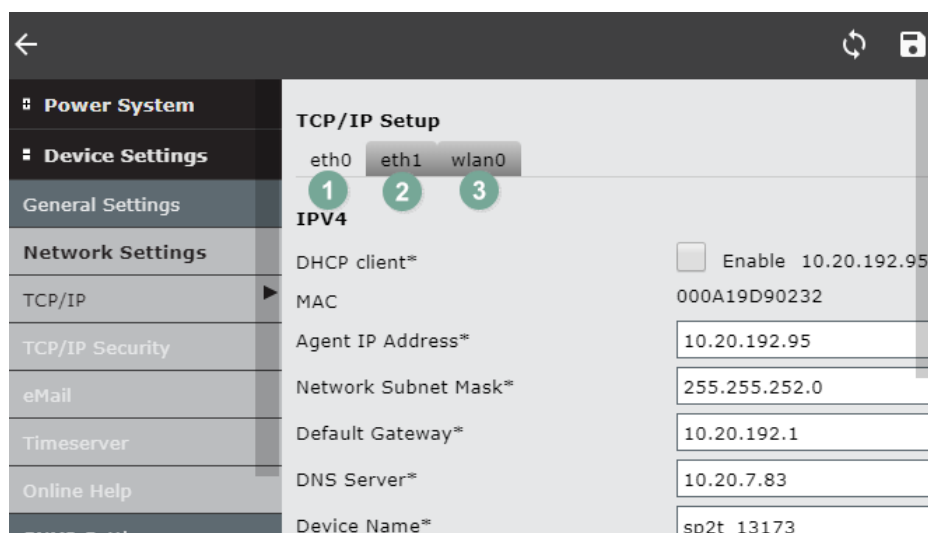 Power System
Device Settings
General Settings
Network Settings
TCP/IP
TCP/IP Security
eMail
Timeserver
Online Help
TCP/IP Setup
eth0 eth1 wlan0
1 2 3
IPV4
DHCP client* Enable 10.20.192.95
MAC 000A19D90232
Agent IP Address* 10.20.192.95
Network Subnet Mask* 255.255.252.0
Default Gateway* 10.20.192.1
DNS Server* 10.20.7.83
Device Name* sp2t_13173